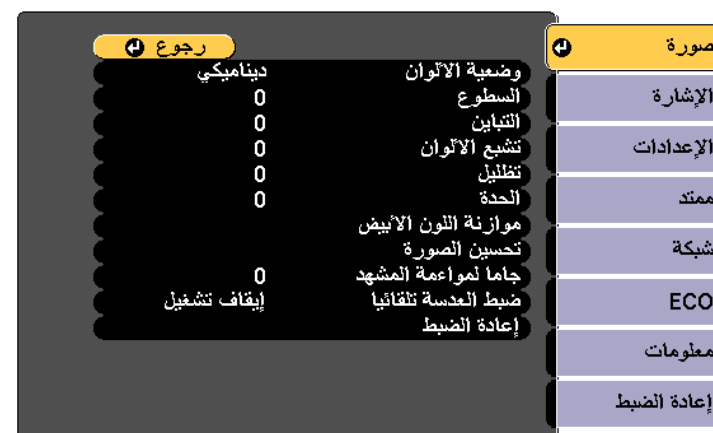 صورة
الإشارة
الإعدادات
ممتد
شبكة
ECO
معلومات
إعادة الضبط
رجوع
وضعية الألوان ديناميكي
السطوع 0
التباين 0
تشبع الألوان 0
تظليل 0
الحدة 0
موازنة اللون الأبيض
تحسين الصورة
جاما لمواءمة المشهد 0
ضبط العدسة تلقائيا إيقاف تشغيل
إعادة الضبط